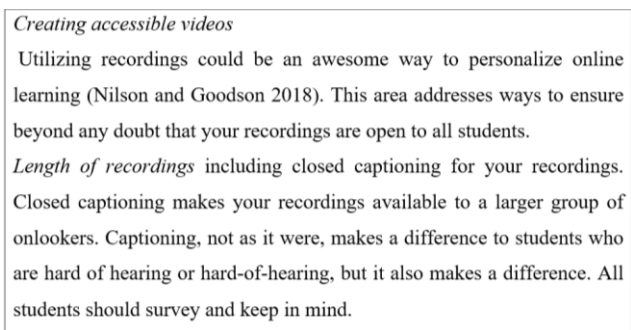 Creating accessible videos
Utilizing recordings could be an awesome way to personalize online
learning (Nilson and Goodson 2018). This area addresses ways to ensure
beyond any doubt that your recordings are open to all students.
Length of recordings including closed captioning for your recordings.
Closed captioning makes your recordings available to a larger group of
onlookers. Captioning, not as it were, makes a difference to students who
are hard of hearing or hard-of-hearing, but it also makes a difference. All
students should survey and keep in mind.